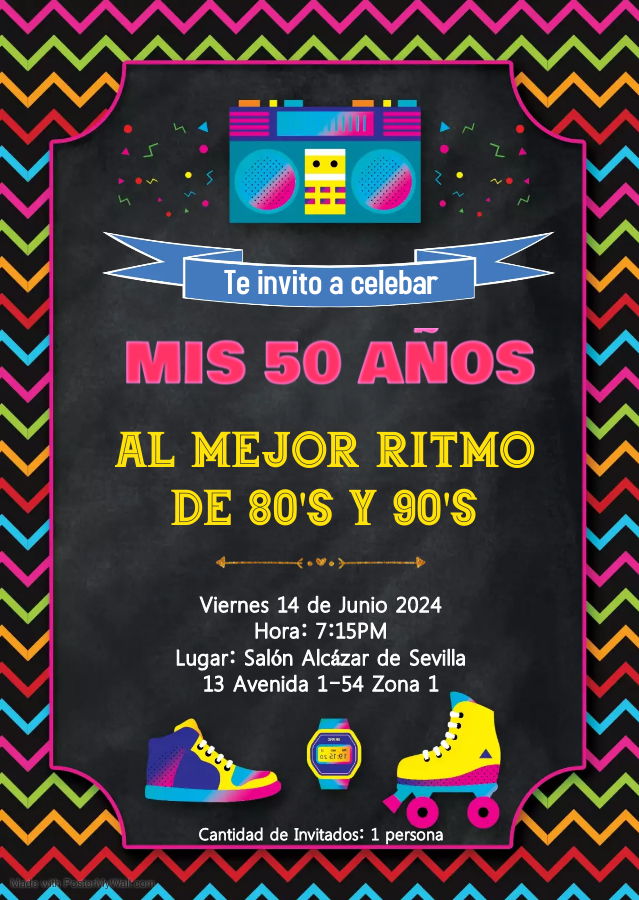 Te invito a celebar
MIS 50 AÑOS
AL MEJOR RITMO
DE 80'S Y 90'S
Viernes 14 de Junio 2024
Hora: 7:15PM
Lugar: Salón Alcázar de Sevilla
13 Avenida 1-54 Zona 1
Cantidad de Invitados: 1 persona
Made with PosterMyWall.com